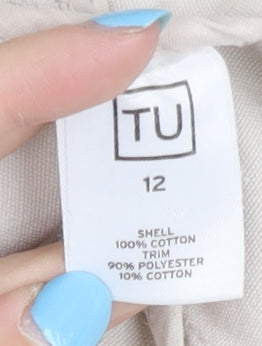 TU
12
SHELL
100% COTTON
TRIM
90% POLYESTER
10% COTTON